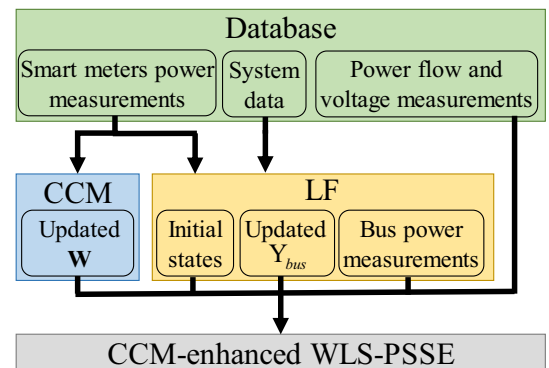 Database
Smart meters power
measurements
System
data
Power flow and
voltage measurements
CCM
Updated
W
LF
Initial
states
Updated
Y_bus
Bus power
measurements
CCM-enhanced WLS-PSSE